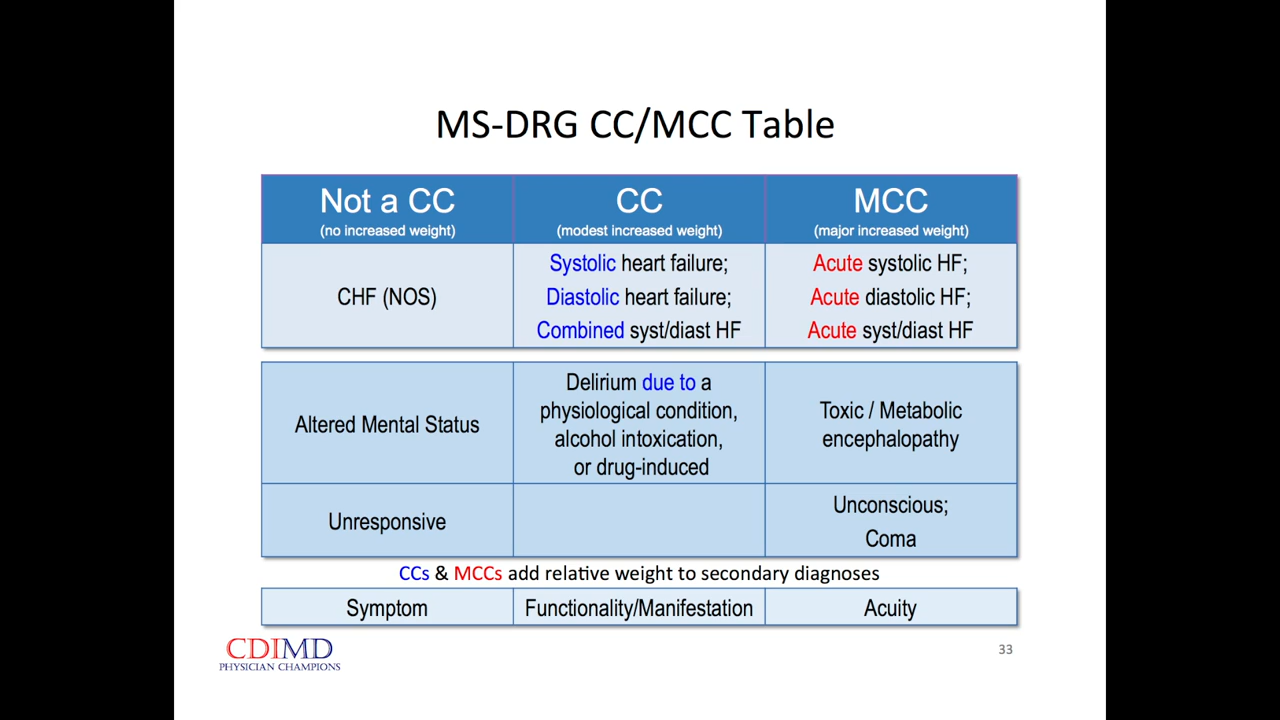 MS-DRG CC/MCC Table
Not a CC
(no increased weight)
CC
(modest increased weight)
MCC
(major increased weight)
CHF (NOS)
Systolic heart failure;
Diastolic heart failure;
Combined syst/diast HF
Acute systolic HF;
Acute diastolic HF;
Acute syst/diast HF
Altered Mental Status
Delirium due to a
physiological condition,
alcohol intoxication,
or drug-induced
Toxic / Metabolic
encephalopathy
Unresponsive
Unconscious;
Coma
CCs & MCCs add relative weight to secondary diagnoses
Symptom
Functionality/Manifestation
Acuity
CDIMD
PHYSICIAN CHAMPIONS
33